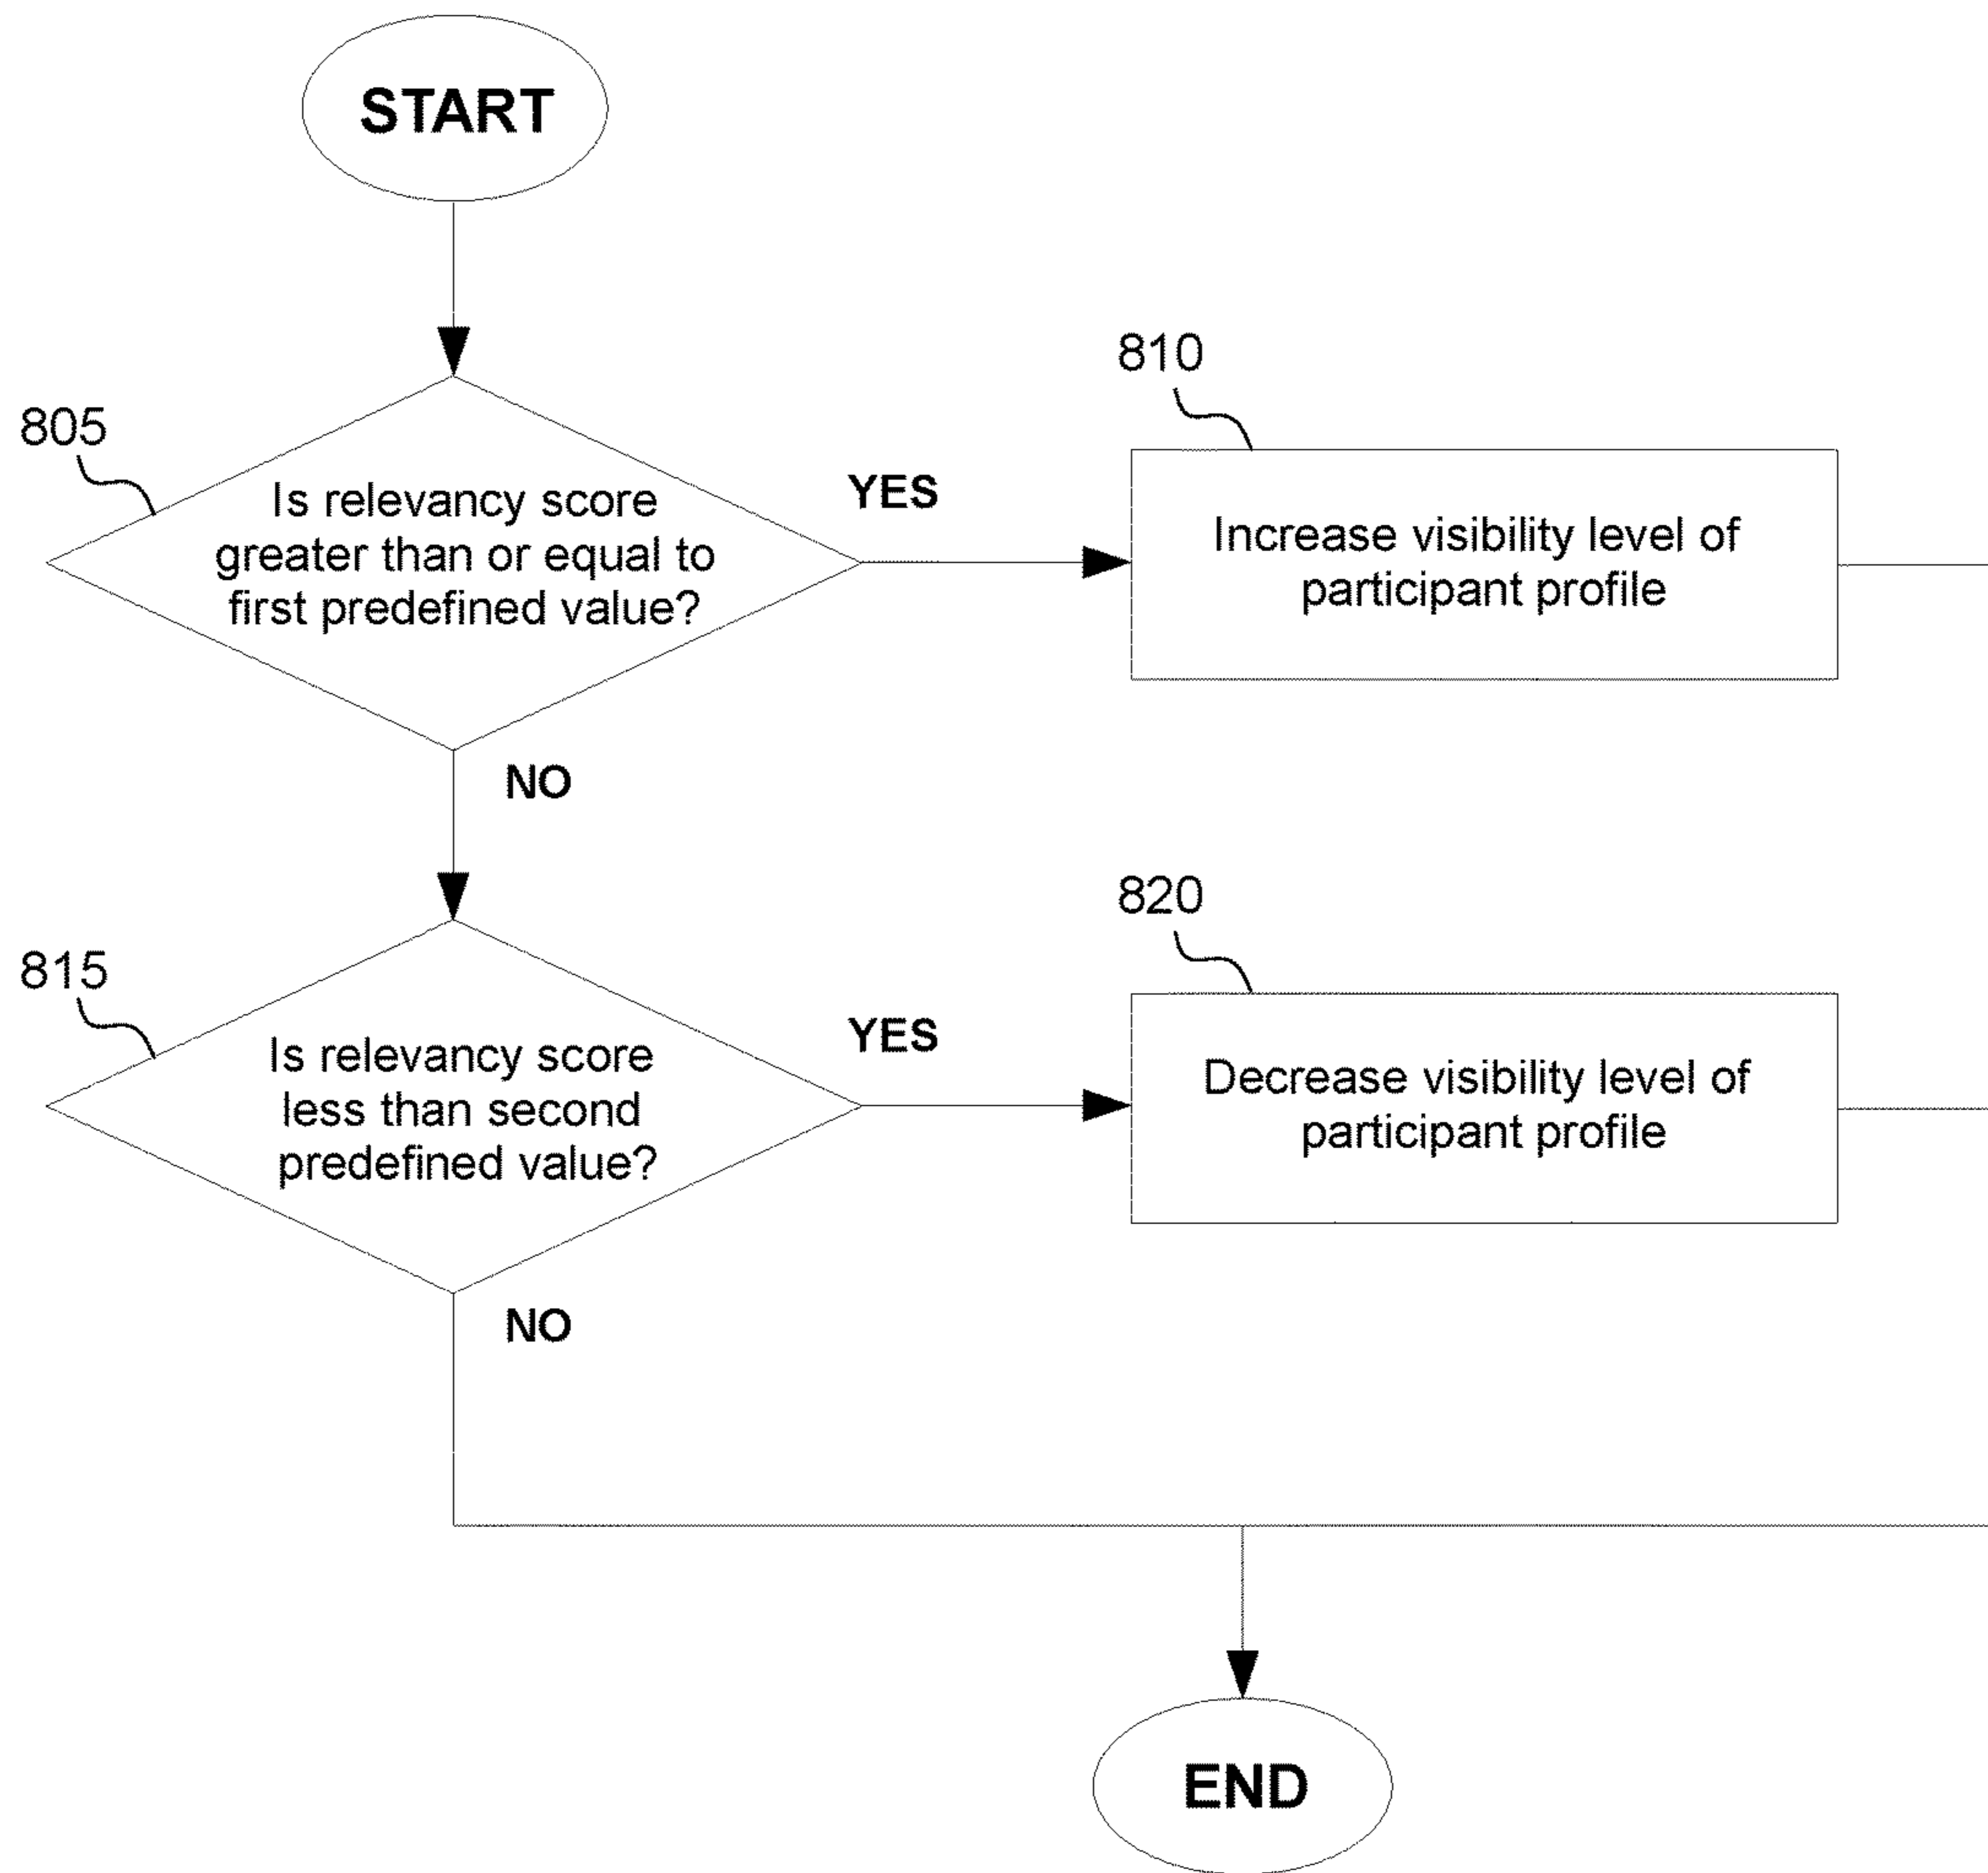 START
805
Is relevancy score
greater than or equal to
first predefined value?
YES
810
Increase visibility level of
participant profile
NO
815
Is relevancy score
less than second
predefined value?
YES
820
Decrease visibility level of
participant profile
NO
END